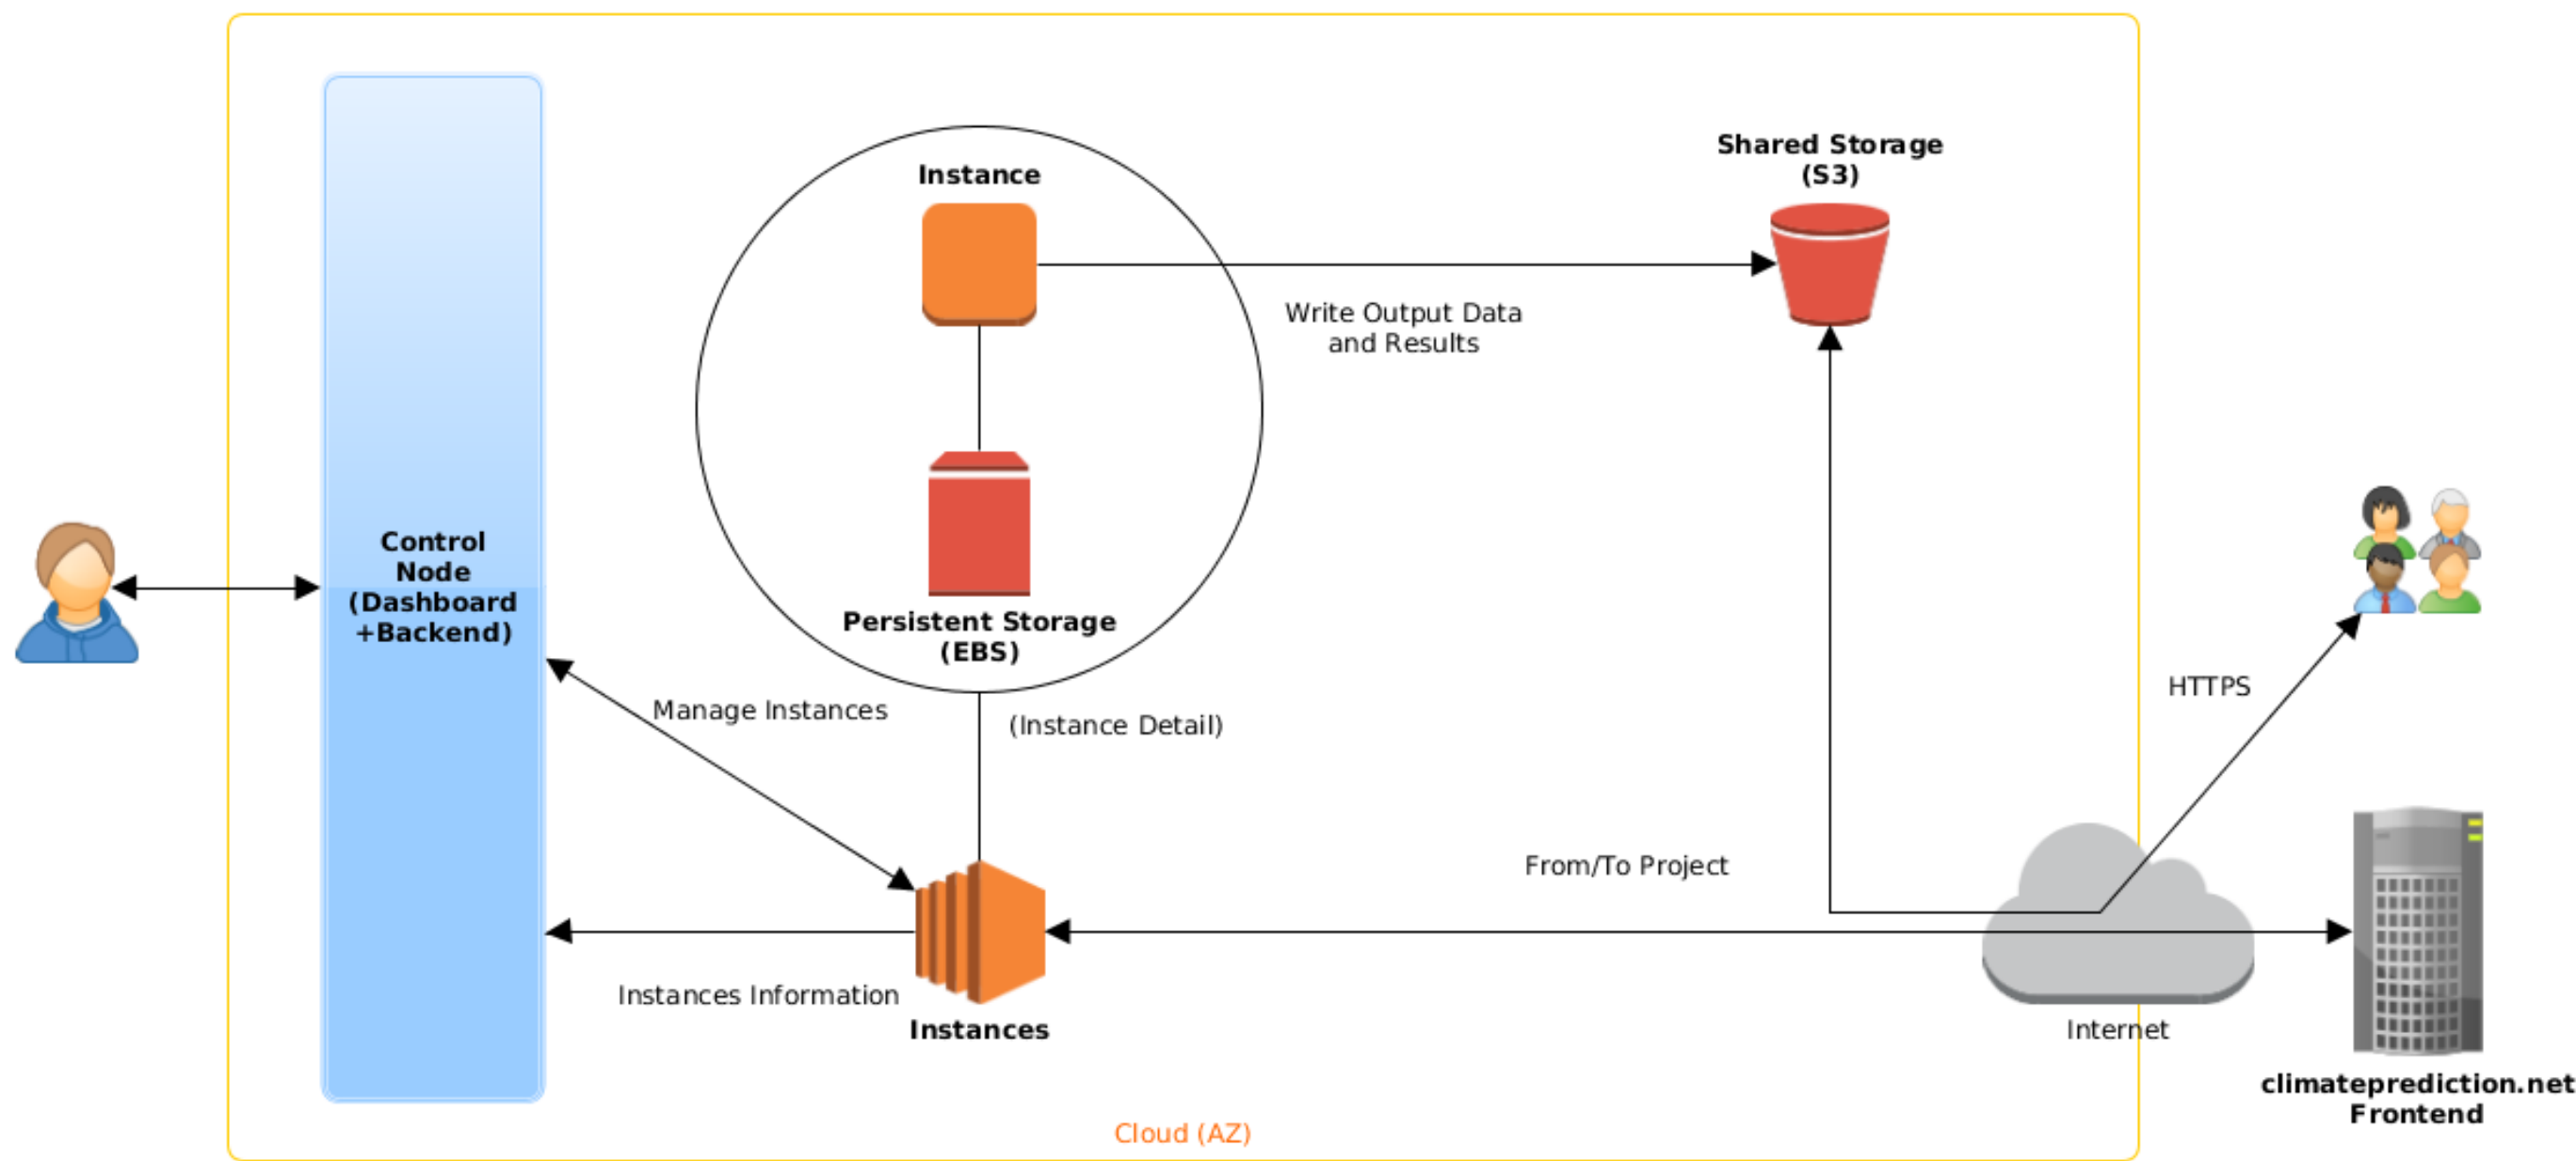 Instance
Shared Storage
(S3)
Write Output Data
and Results
Control
Node
(Dashboard
+Backend)
Persistent Storage
(EBS)
Manage Instances
(Instance Detail)
HTTPS
From/To Project
Instances Information
Instances
Internet
climateprediction.net
Frontend
Cloud (AZ)